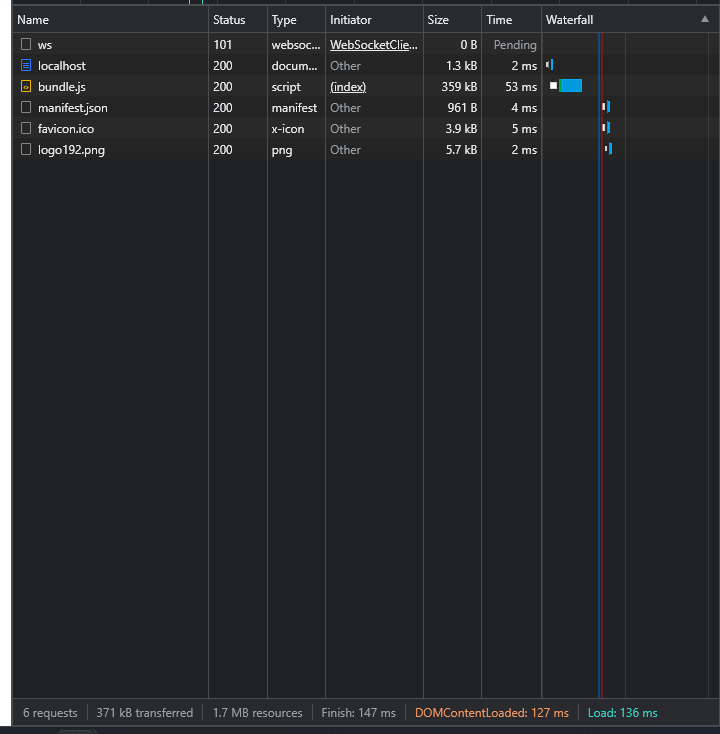 Name Status Type Initiator Size Time Waterfall
ws 101 websoc... WebSocketClie... 0 B Pending
localhost 200 docum... Other 1.3 kB 2 ms
bundle.js 200 script (index) 359 kB 53 ms
manifest.json 200 manifest Other 961 B 4 ms
favicon.ico 200 x-icon Other 3.9 kB 5 ms
logo192.png 200 png Other 5.7 kB 2 ms
6 requests 371 kB transferred 1.7 MB resources Finish: 147 ms DOMContentLoaded: 127 ms Load: 136 ms